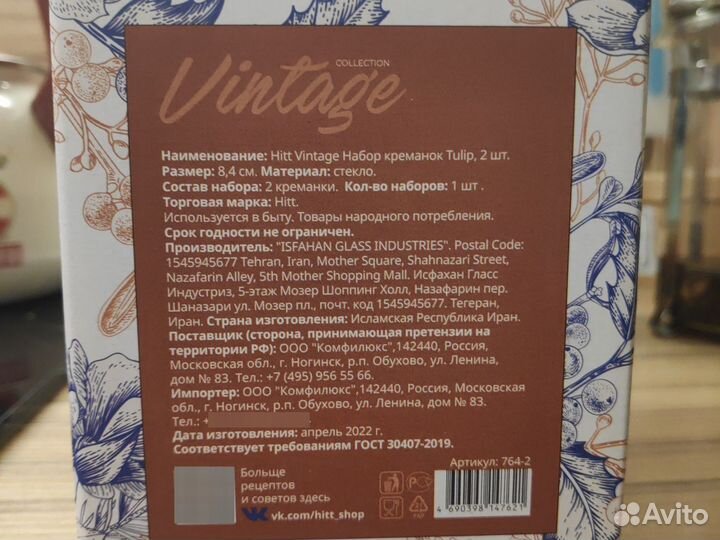 COLLECTION
Vintage
Наименование: Hitt Vintage Набор креманок Tulip, 2 шт.
Размер: 8,4 см. Материал: стекло.
Состав набора: 2 креманки. Кол-во наборов: 1 шт .
Торговая марка: Hitt.
Используется в быту. Товары народного потребления.
Срок годности не ограничен.
Производитель: "ISFAHAN GLASS INDUSTRIES". Postal Code:
1545945677 Tehran, Iran, Mother Square, Shahnazari Street,
Nazafarin Alley, 5th Mother Shopping Mall. Исфахан Гласс
Индустриз, 5-этаж Мозер Шоппинг Холл, Назафарин пер.
Шаназари ул. Мозер пл., почт. код 1545945677. Тегеран,
Иран. Страна изготовления: Исламская Республика Иран.
Поставщик (сторона, принимающая претензии на
территории РФ): ООО "Комфилюкс",142440, Россия,
Московская обл., г. Ногинск, р.п. Обухово, ул. Ленина,
дом № 83. Тел.: +7 (495) 956 55 66.
Импортер: ООО "Комфилюкс",142440, Россия, Московская
обл., г. Ногинск, р.п. Обухово, ул. Ленина, дом № 83.
Тел.: +
Дата изготовления: апрель 2022 г.
Соответствует требованиям ГОСТ 30407-2019.
Артикул: 764-2
Больще
рецептов
и советов здесь
vk.com/hitt_shop
4 690398 147621
21
PAP
Avito